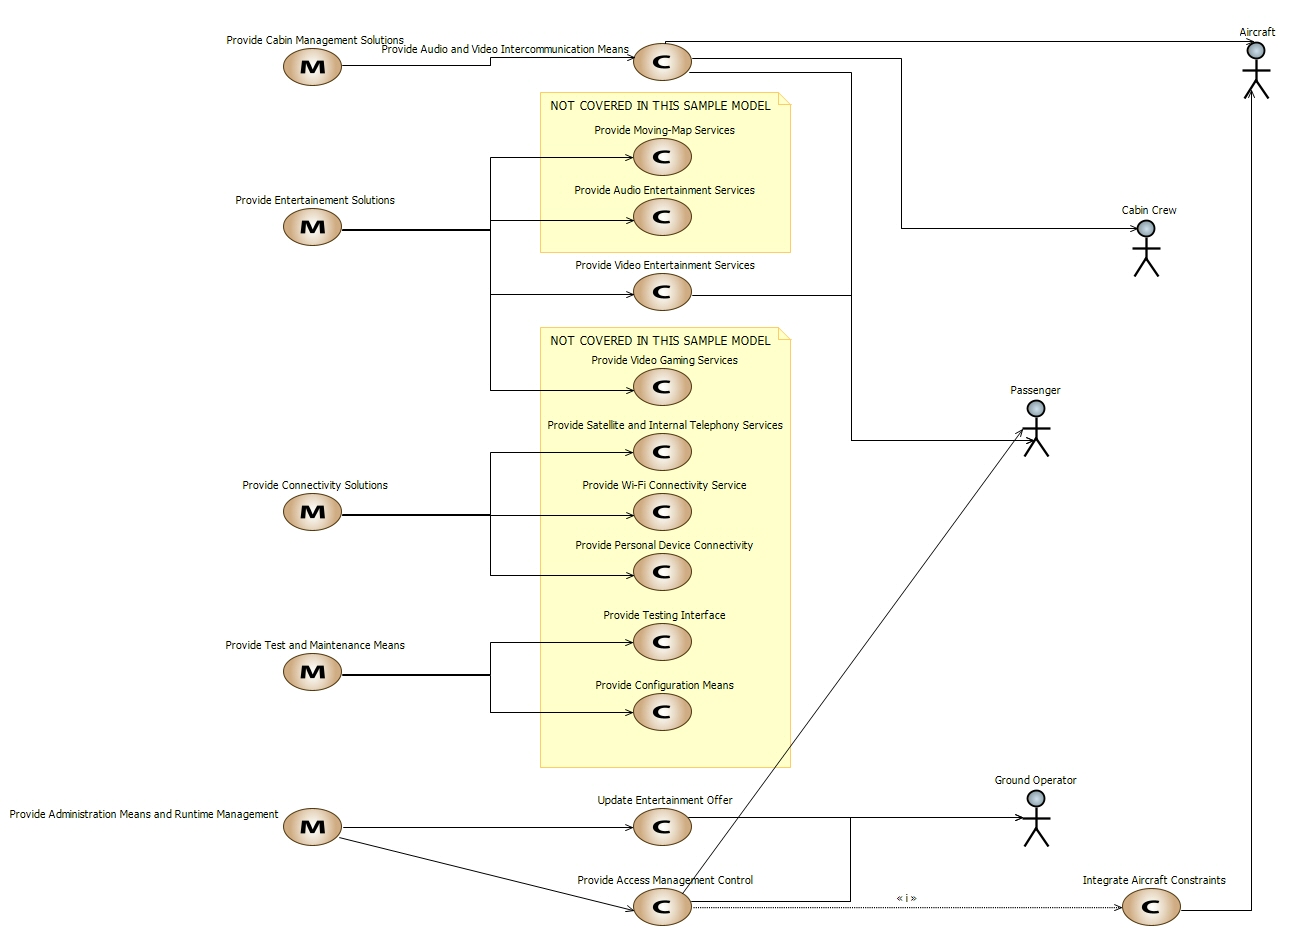 Aircraft
Provide Cabin Management Solutions
Provide Audio and Video Intercommunication Means
M
C
NOT COVERED IN THIS SAMPLE MODEL
Provide Moving-Map Services
C
Provide Audio Entertainment Services
Provide Entertainement Solutions
C
M
Cabin Crew
Provide Video Entertainment Services
C
NOT COVERED IN THIS SAMPLE MODEL
Provide Video Gaming Services
C
Passenger
Provide Satellite and Internal Telephony Services
C
Provide Connectivity Solutions
Provide Wi-Fi Connectivity Service
M
C
Provide Personal Device Connectivity
C
Provide Testing Interface
C
Provide Test and Maintenance Means
M
Provide Configuration Means
C
Ground Operator
Update Entertainment Offer
Provide Administration Means and Runtime Management
M
C
Provide Access Management Control
Integrate Aircraft Constraints
«i»
C
C